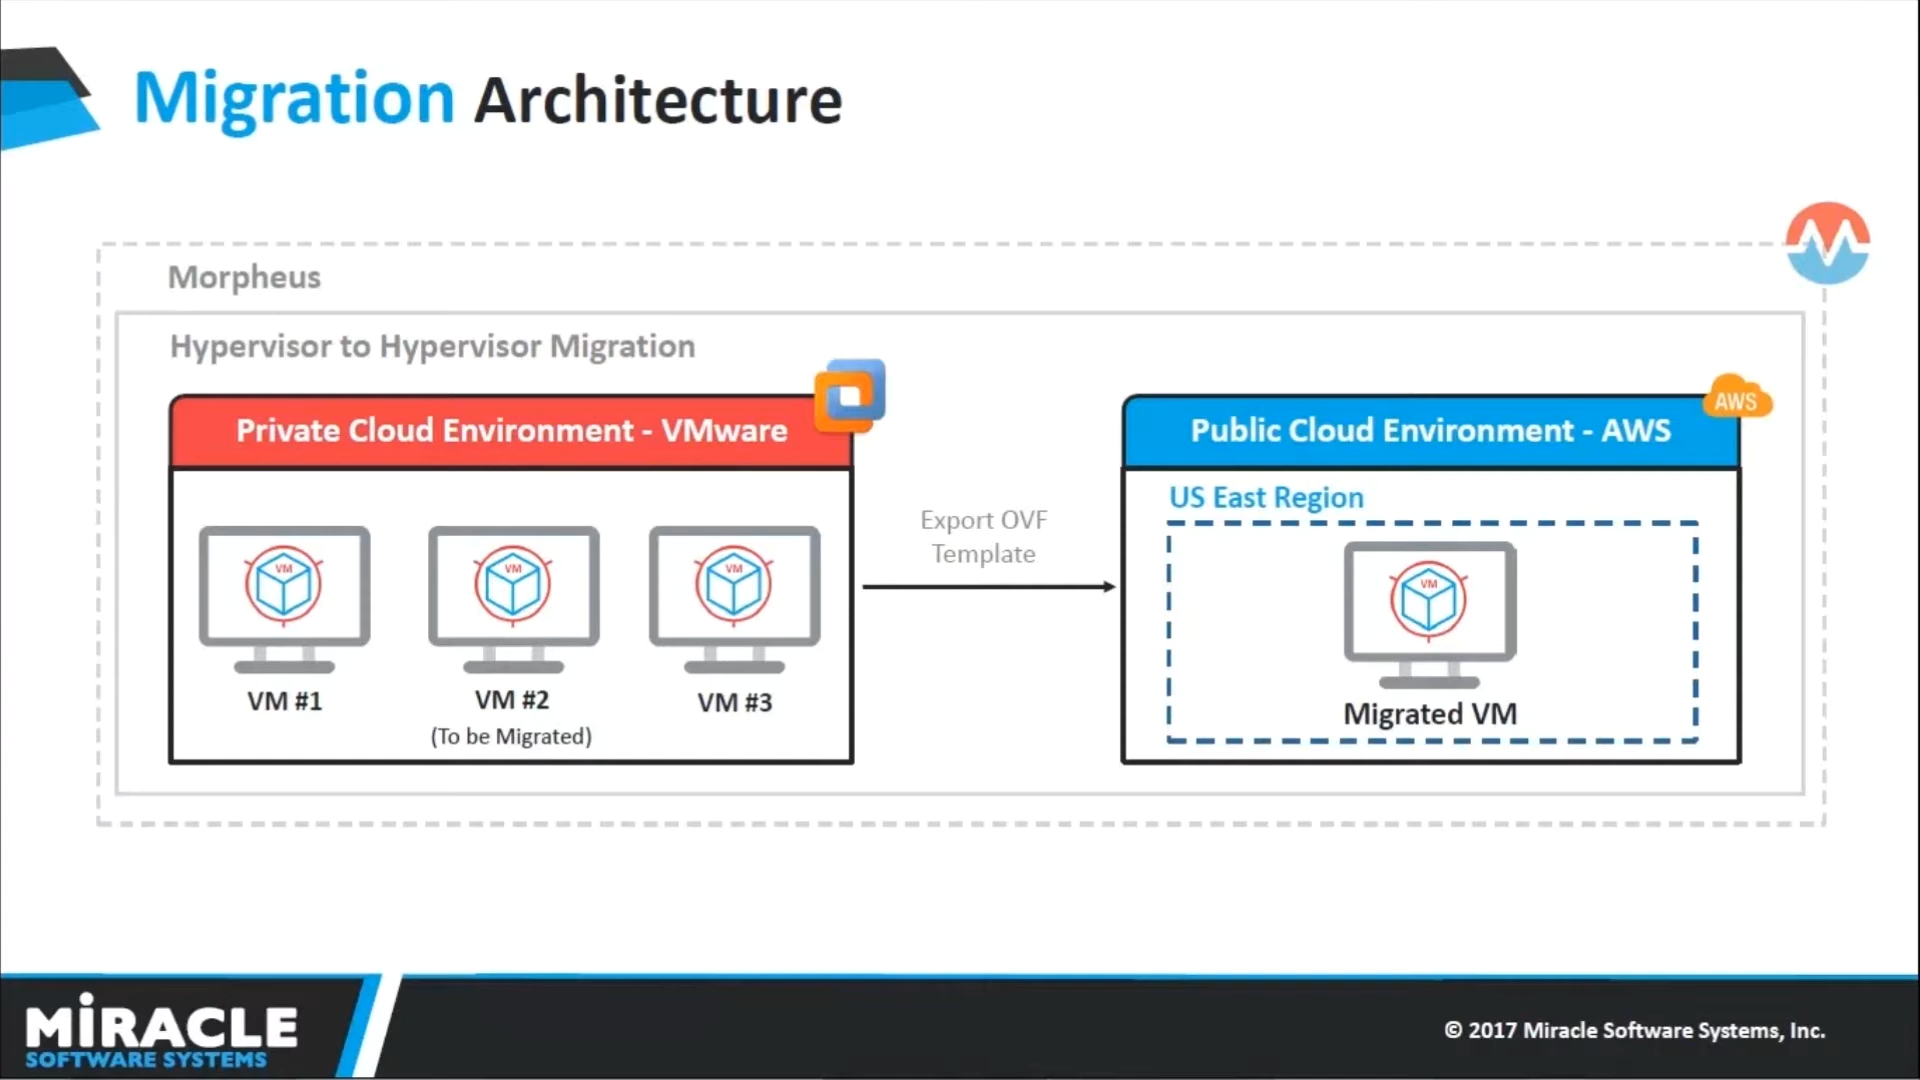 Migration Architecture
Morpheus
Hypervisor to Hypervisor Migration
Private Cloud Environment - VMware
AWS
Public Cloud Environment - AWS
US East Region
Export OVF
Template
VM
VM
VM
VM
VM #1
VM #2
VM #3
(To be Migrated)
Migrated VM
MiRACLE
SOFTWARE SYSTEMS
© 2017 Miracle Software Systems, Inc.